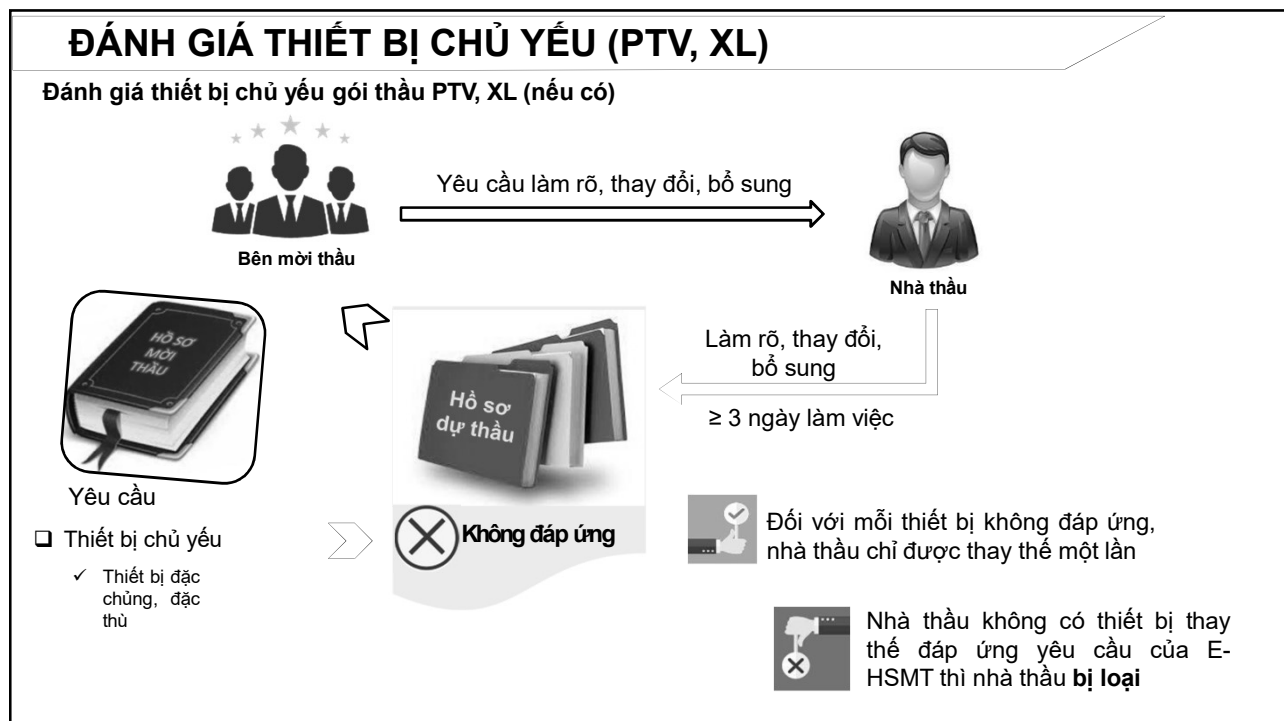 ĐÁNH GIÁ THIẾT BỊ CHỦ YẾU (PTV, XL)
Đánh giá thiết bị chủ yếu gói thầu PTV, XL (nếu có)
Yêu cầu làm rõ, thay đổi, bổ sung
Bên mời thầu
Nhà thầu
HỒ SƠ
MỜI
THẦU
Hồ sơ
dự thầu
Làm rõ, thay đổi,
bổ sung
≥ 3 ngày làm việc
Yêu cầu
Thiết bị chủ yếu
✓ Thiết bị đặc
chủng, đặc
thù
Không đáp ứng
Đối với mỗi thiết bị không đáp ứng,
nhà thầu chỉ được thay thế một lần
Nhà thầu không có thiết bị thay
thế đáp ứng yêu cầu của E-
HSMT thì nhà thầu bị loại